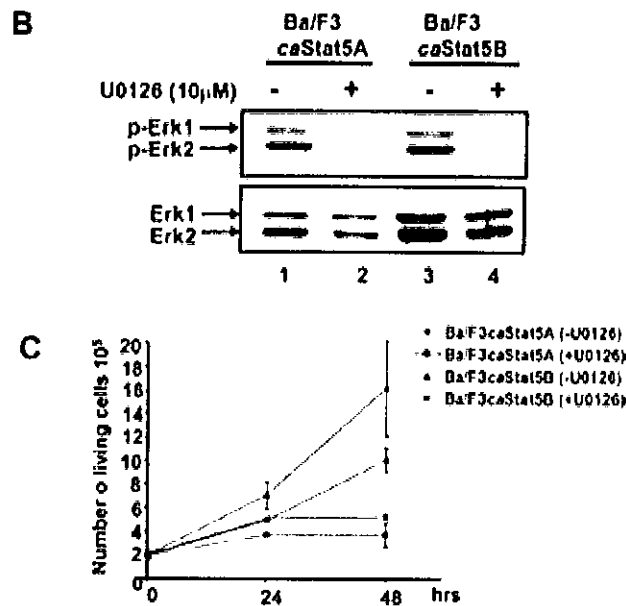 B
Ba/F3 Ba/F3
caStat5A caStat5B
U0126 (10µM) - + - +
p-Erk1
p-Erk2
Erk1
Erk2
1 2 3 4
C
Number o living cells 10⁵
20
18
16
14
12
10
8
6
4
2
0
0 24 48 hrs
Ba/F3caStat5A (-U0126)
Ba/F3caStat5A (+U0126)
Ba/F3caStat5B (-U0126)
Ba/F3caStat5B (+U0126)